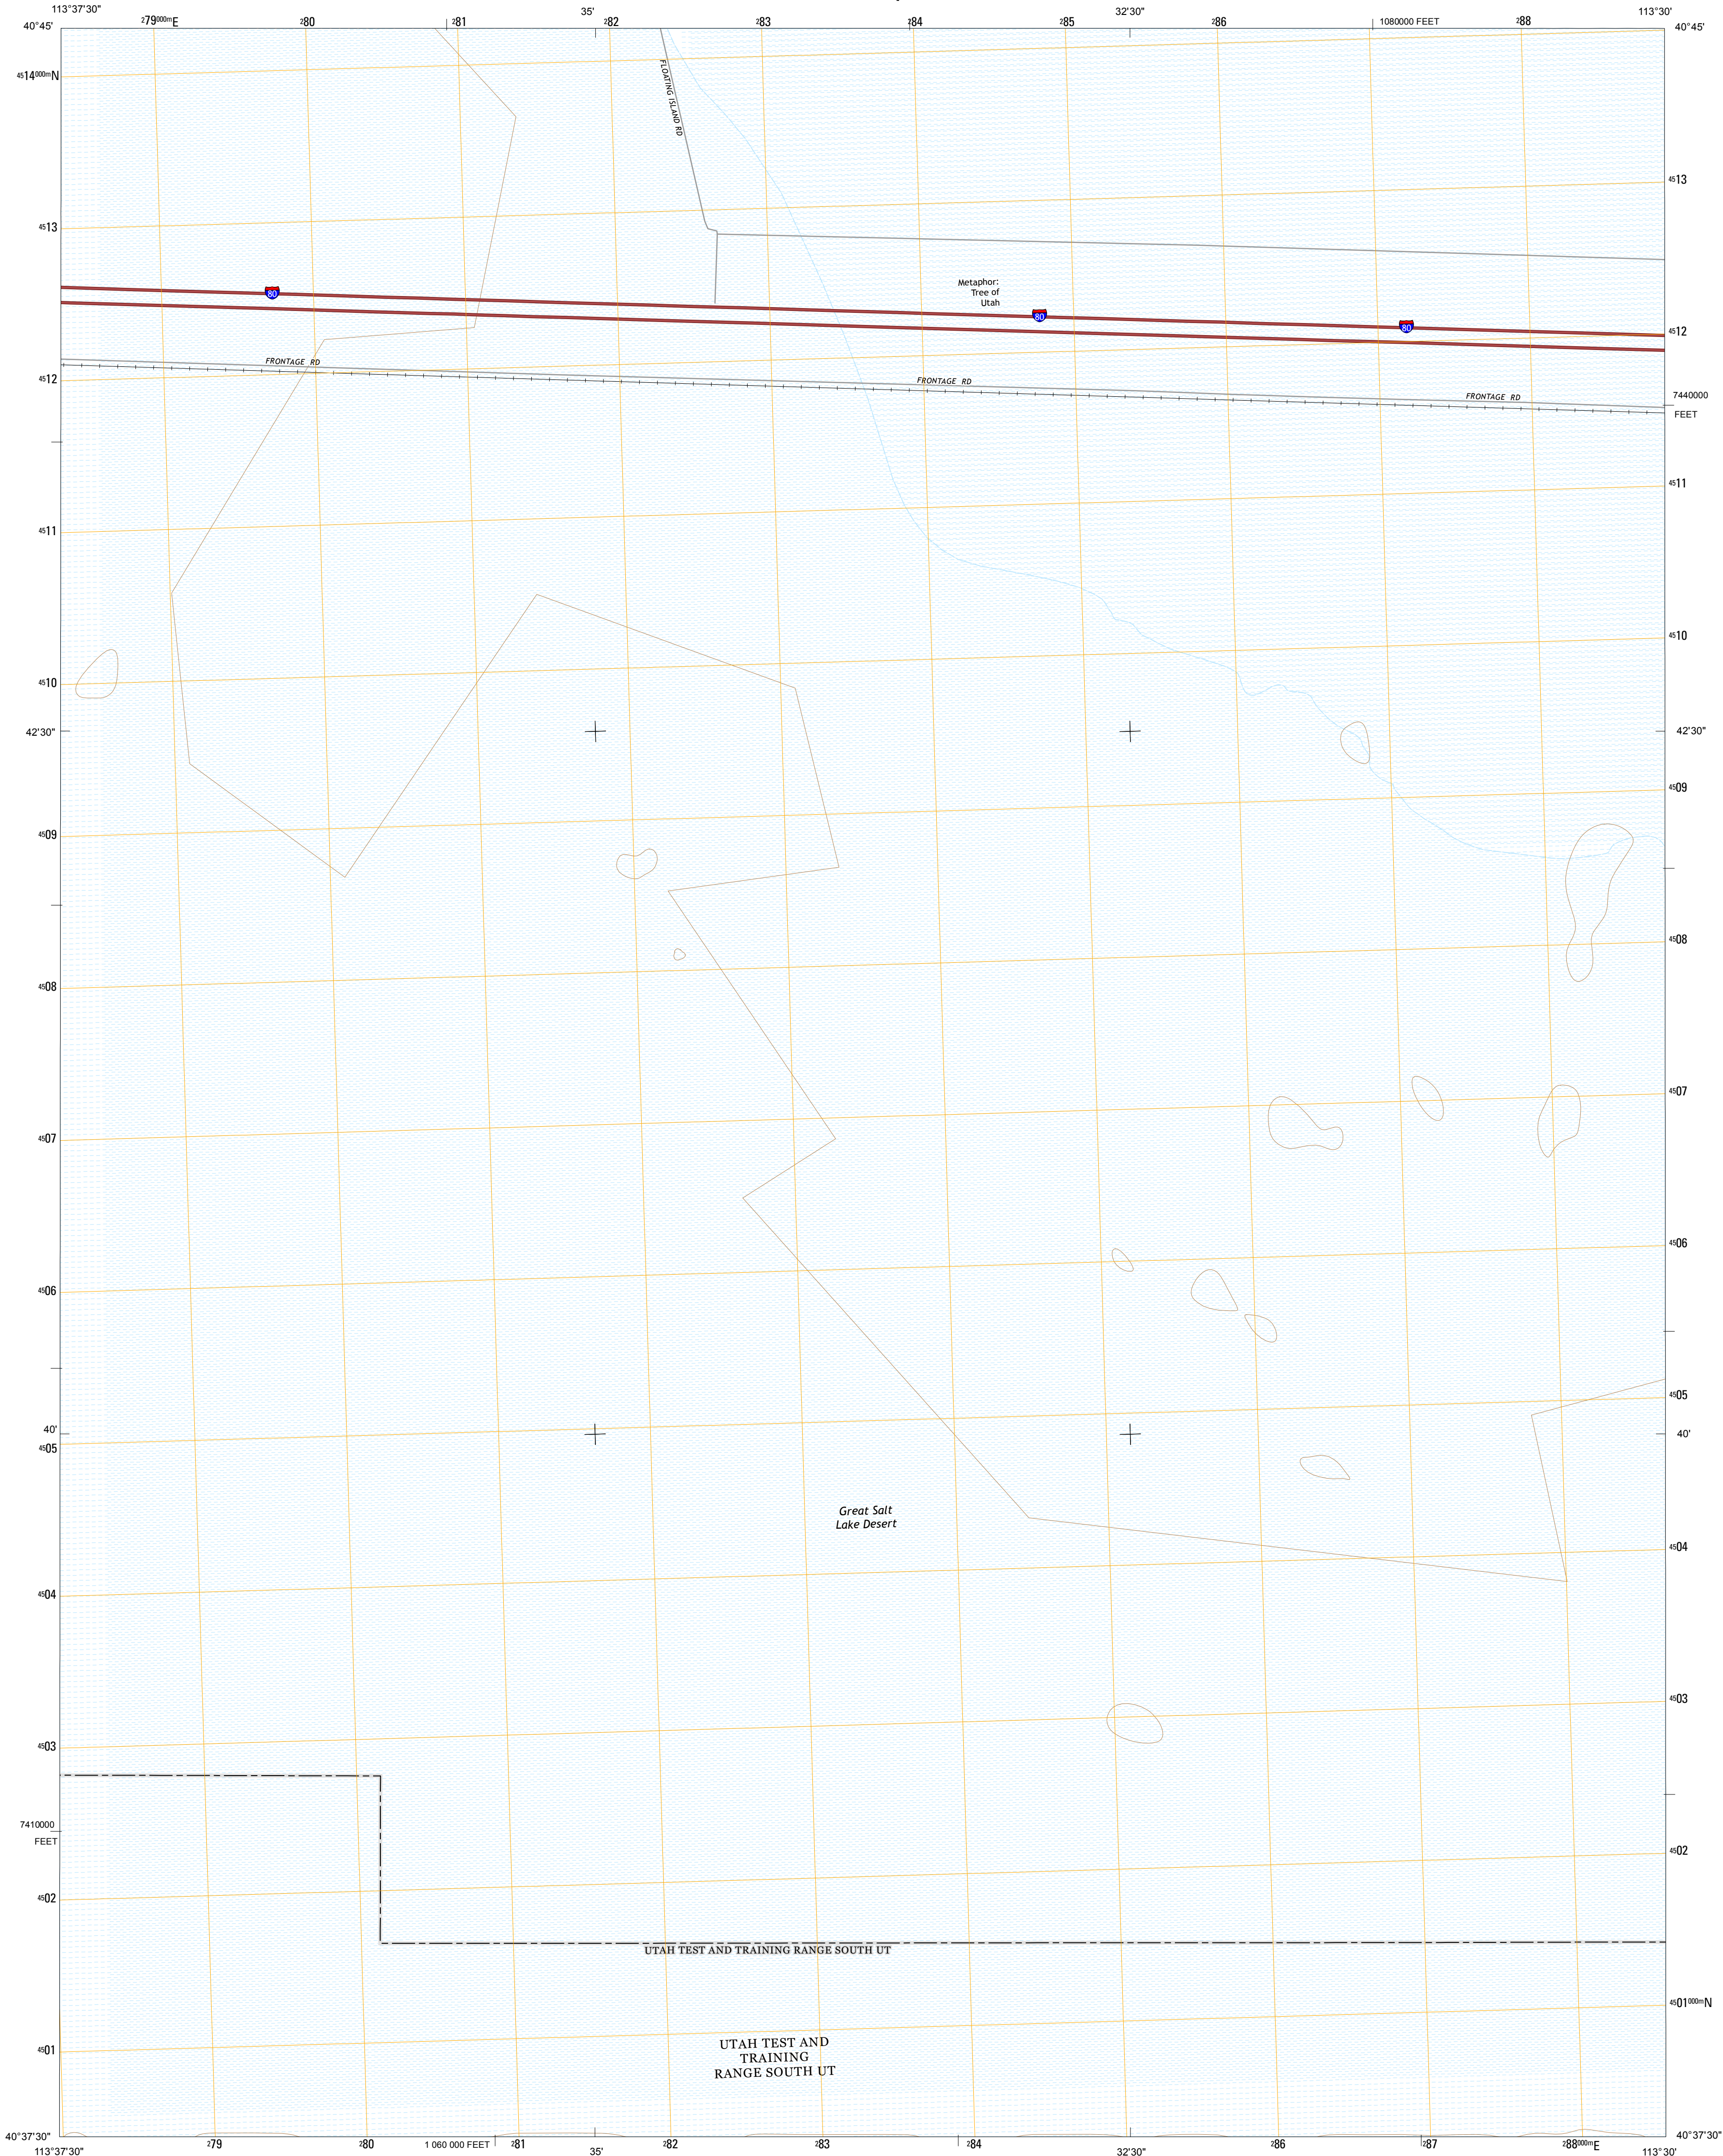 113°37'30" 35' 32'30" 113°30'
279000mE 280 281 282 283 284 285 286 1080000 FEET 288
40°45' 40°45'
4514000mN
FLOATING ISLAND RD
4513
4513
Metaphor:
Tree of
Utah
80
80
80
4512
FRONTAGE RD
4512
FRONTAGE RD
FRONTAGE RD
7440000
FEET
4511
4511
4510
4510
42'30" 42'30"
4509
4509
4508
4508
4507
4507
4506
4506
4505
40' 40'
4505
Great Salt
Lake Desert
4504
4504
4503
4503
7410000
FEET
4502
4502
UTAH TEST AND TRAINING RANGE SOUTH UT
4501000mN
4501
UTAH TEST AND
TRAINING
RANGE SOUTH UT
40°37'30" 40°37'30"
279 280 1 060 000 FEET 281 282 283 284 286 287 288000mE
113°37'30" 35' 32'30" 113°30'